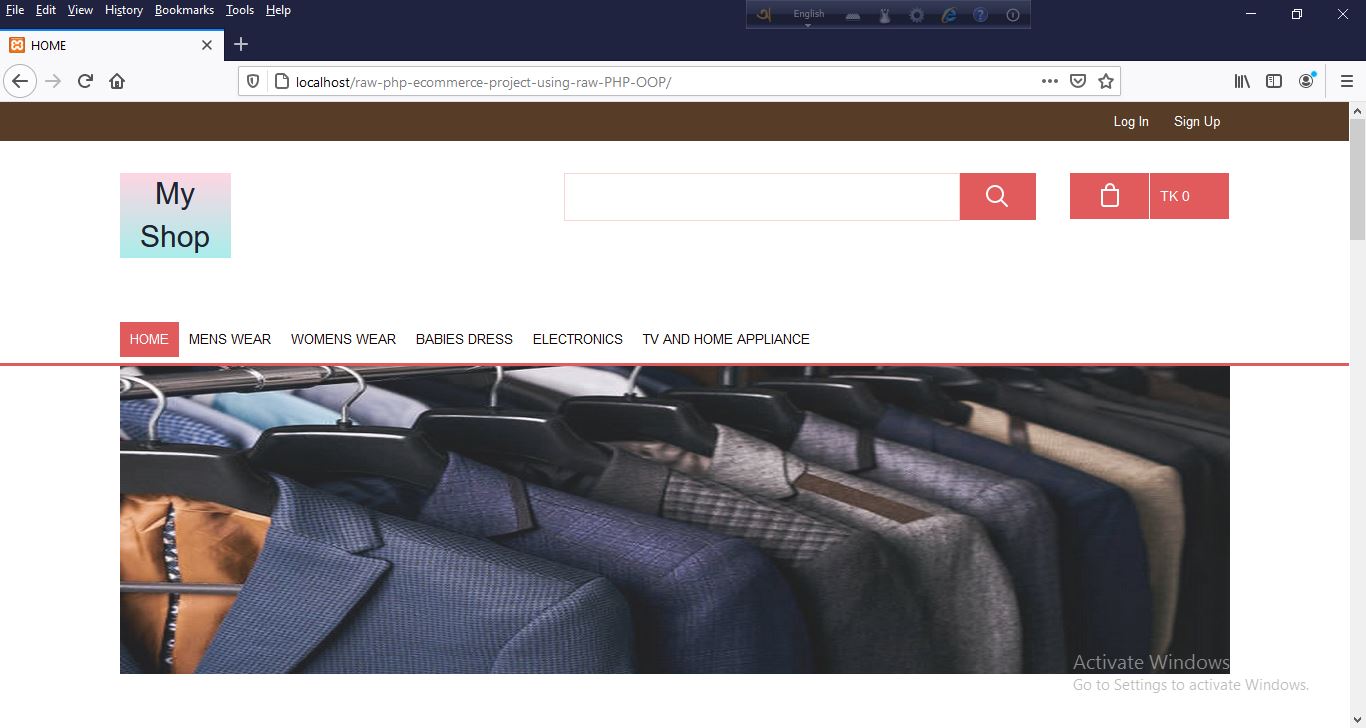 File Edit View History Bookmarks Tools Help
English
HOME
localhost/raw-php-ecommerce-project-using-raw-PHP-OOP/
Log In Sign Up
My
Shop
TK 0
HOME MENS WEAR WOMENS WEAR BABIES DRESS ELECTRONICS TV AND HOME APPLIANCE
Activate Windows
Go to Settings to activate Windows.